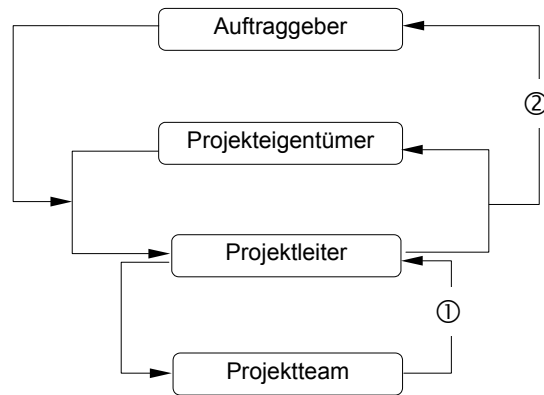 Auftraggeber
②
Projekteigentümer
Projektleiter
①
Projektteam